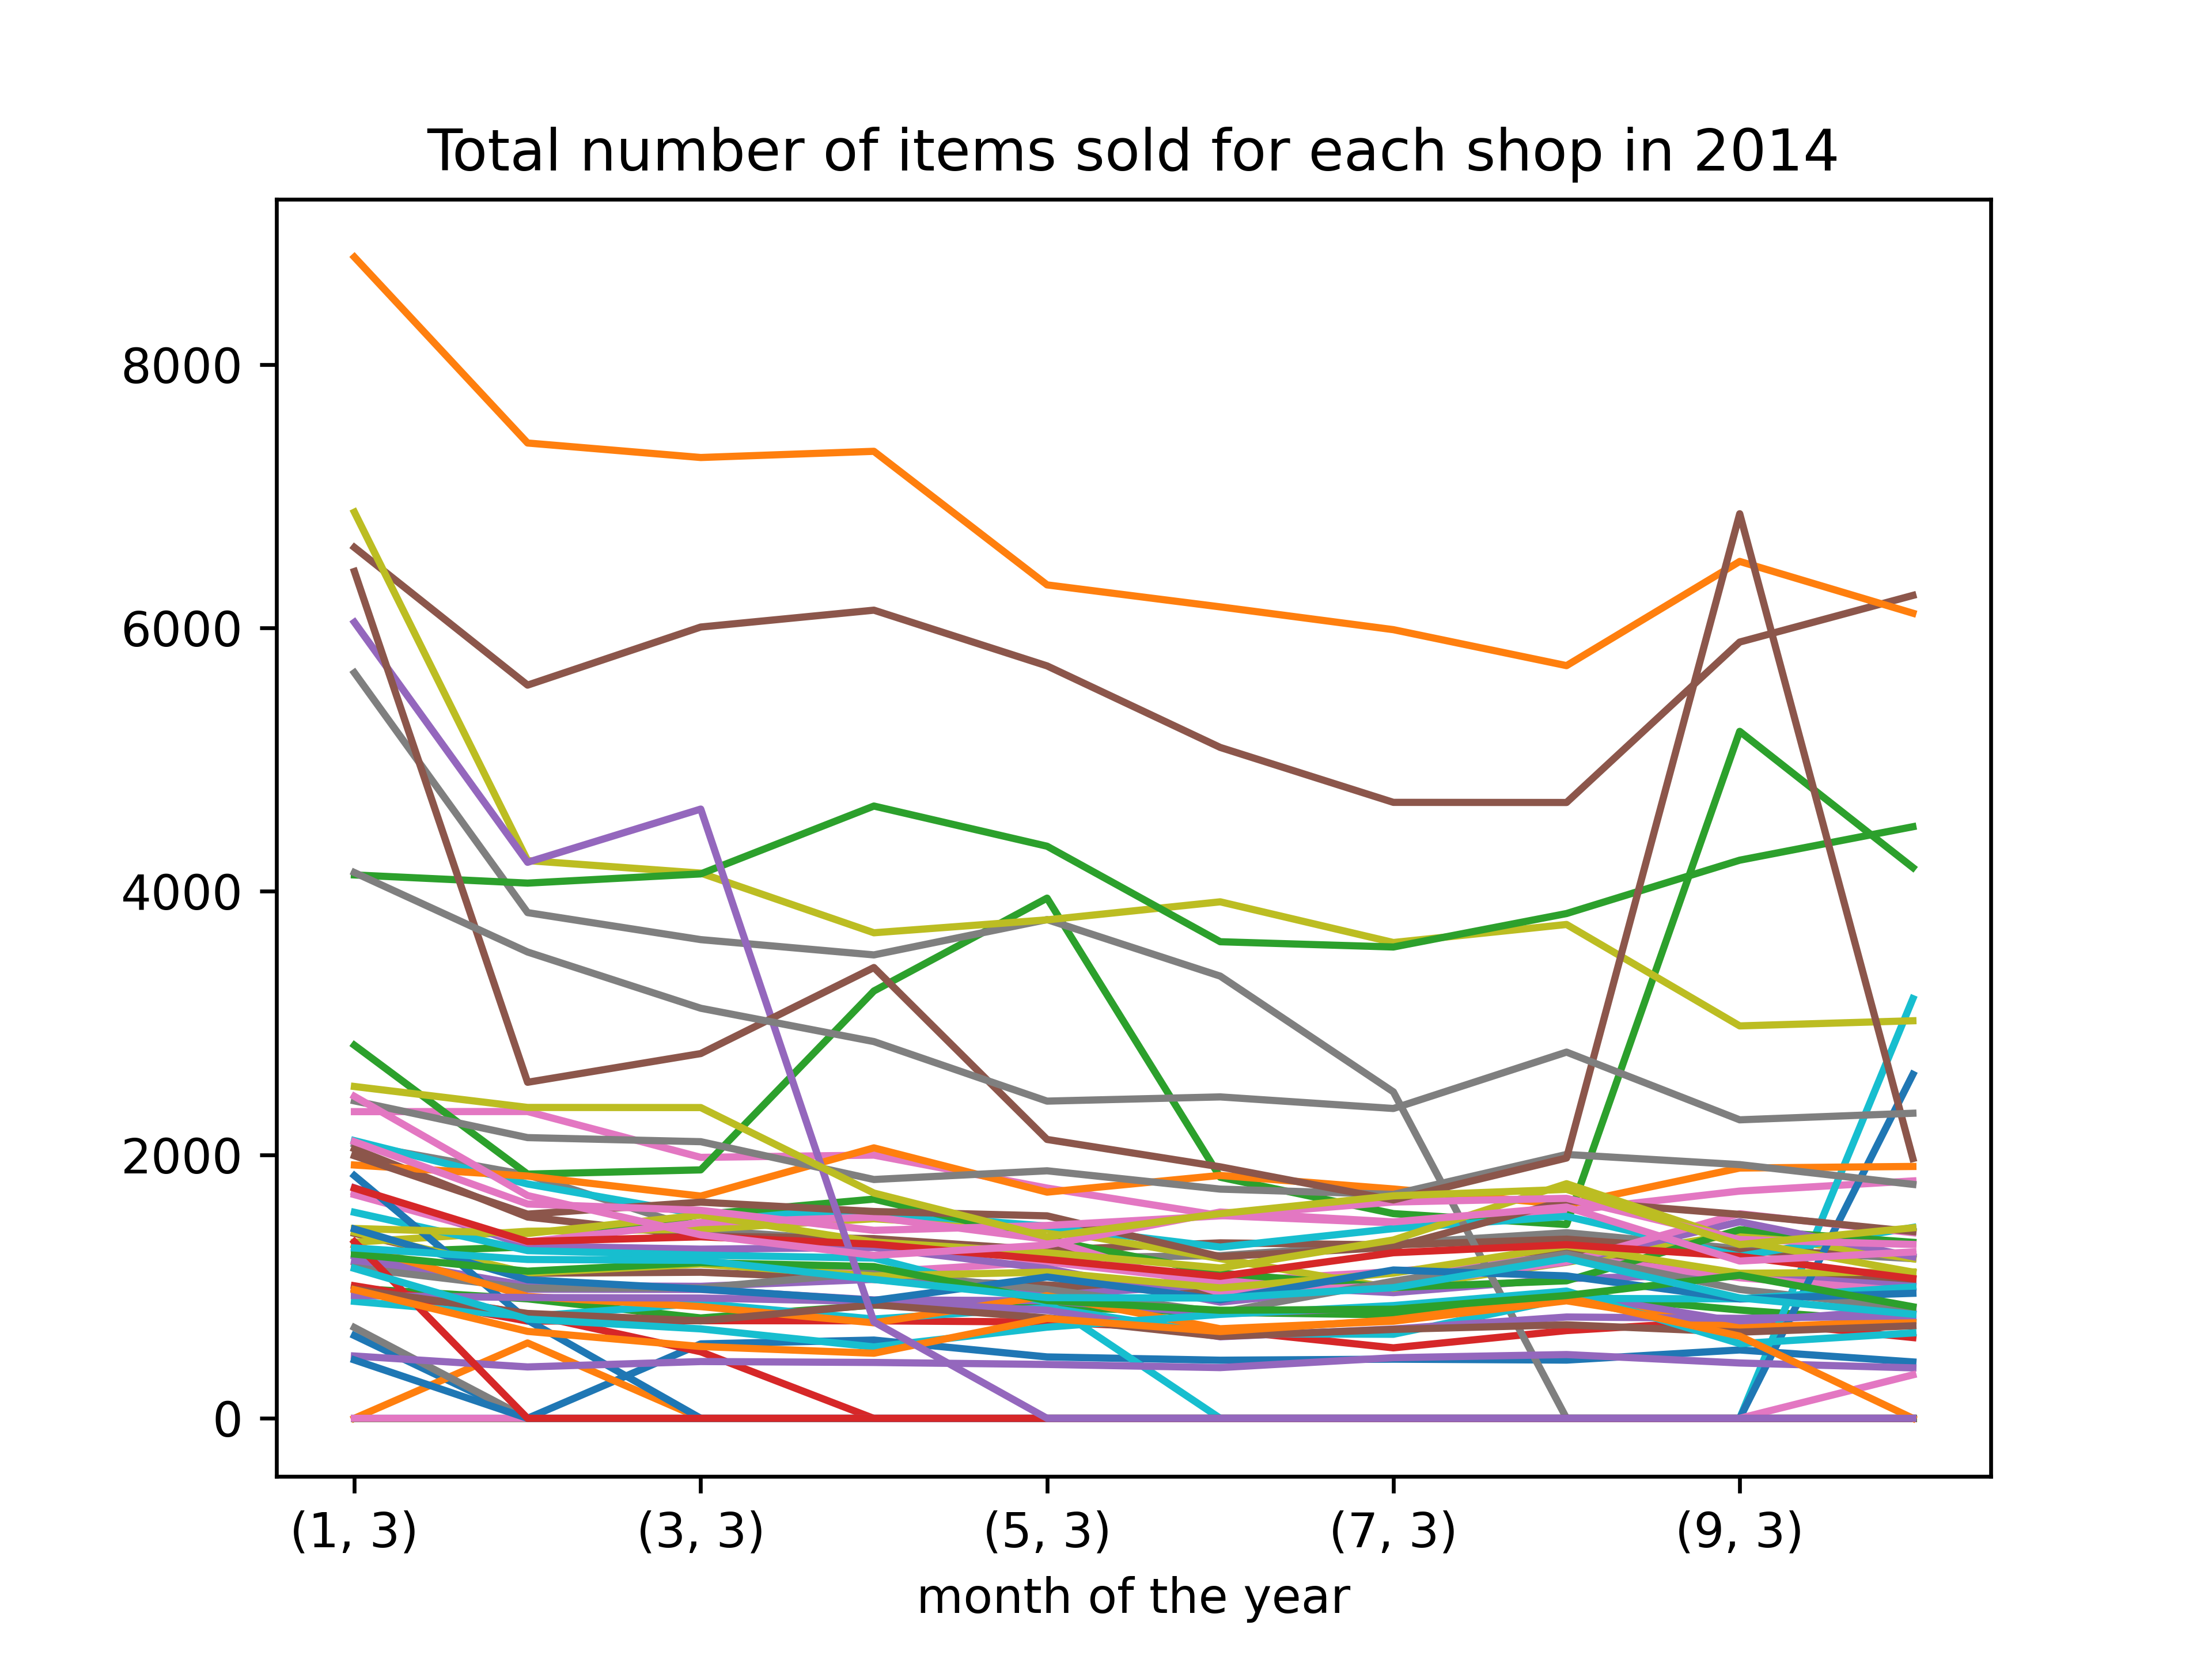 Total number of items sold for each shop in 2014
8000
6000
4000
2000
0
(1, 3) (3, 3) (5, 3) (7, 3) (9, 3)
month of the year